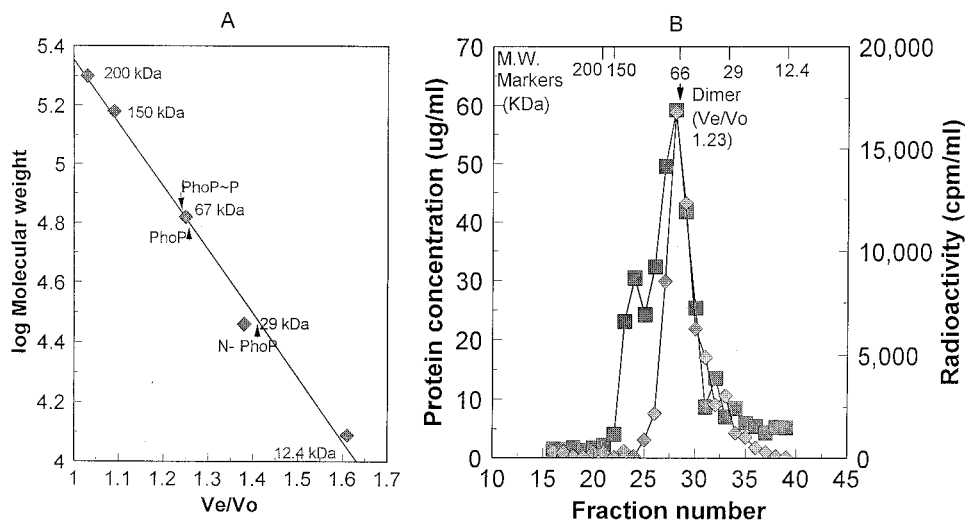 A
5.4
5.2
5
4.8
4.6
4.4
4.2
4
log Molecular weight
200 kDa
150 kDa
PhoP~P
67 kDa
PhoP
29 kDa
N- PhoP
12.4 kDa
1
1.1
1.2
1.3
1.4
1.5
1.6
1.7
Ve/Vo
B
70
60
50
40
30
20
10
0
Protein concentration (ug/ml)
M.W.
Markers
(KDa)
200 150 66 29 12.4
Dimer
(Ve/Vo
1.23)
20,000
15,000
10,000
5,000
0
Radioactivity (cpm/ml)
10 15 20 25 30 35 40 45
Fraction number